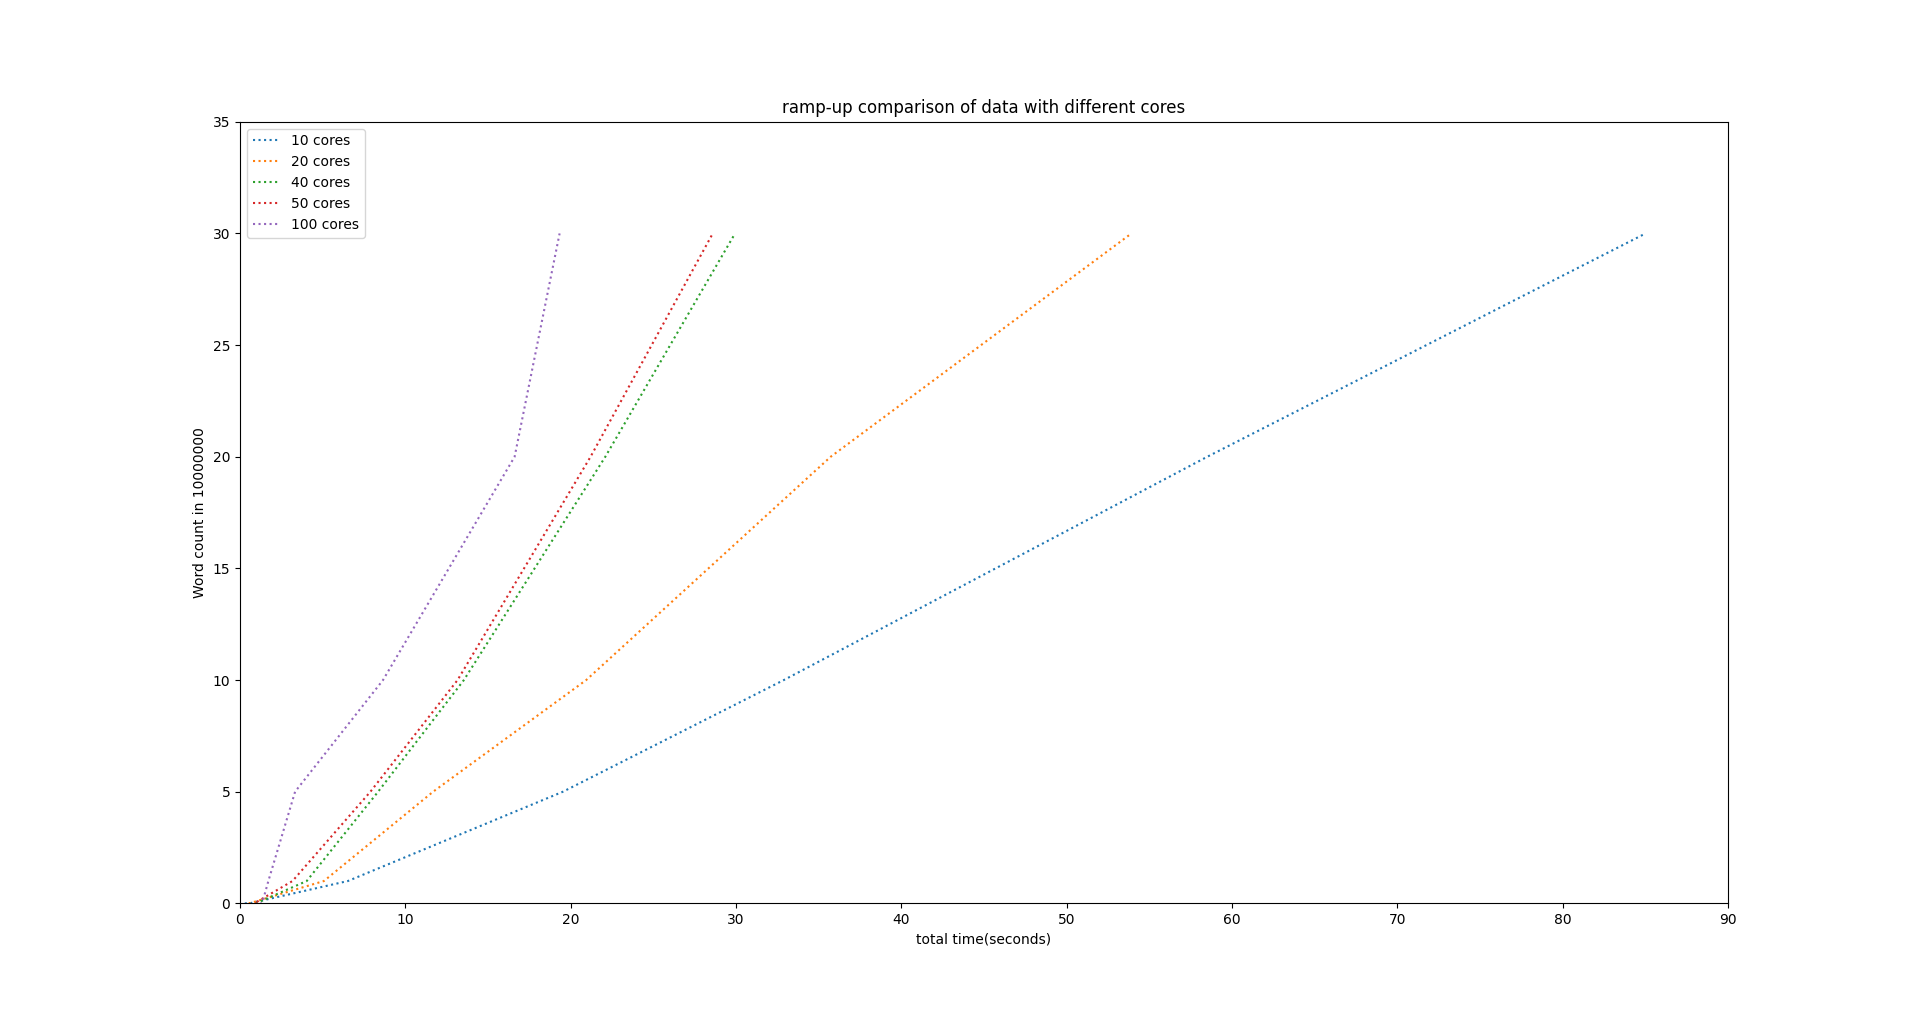 ramp-up comparison of data with different cores
35
30
25
20
15
10
5
0
Word count in 10000000
10 cores
20 cores
40 cores
50 cores
100 cores
0 10 20 30 40 50 60 70 80 90
total time(seconds)